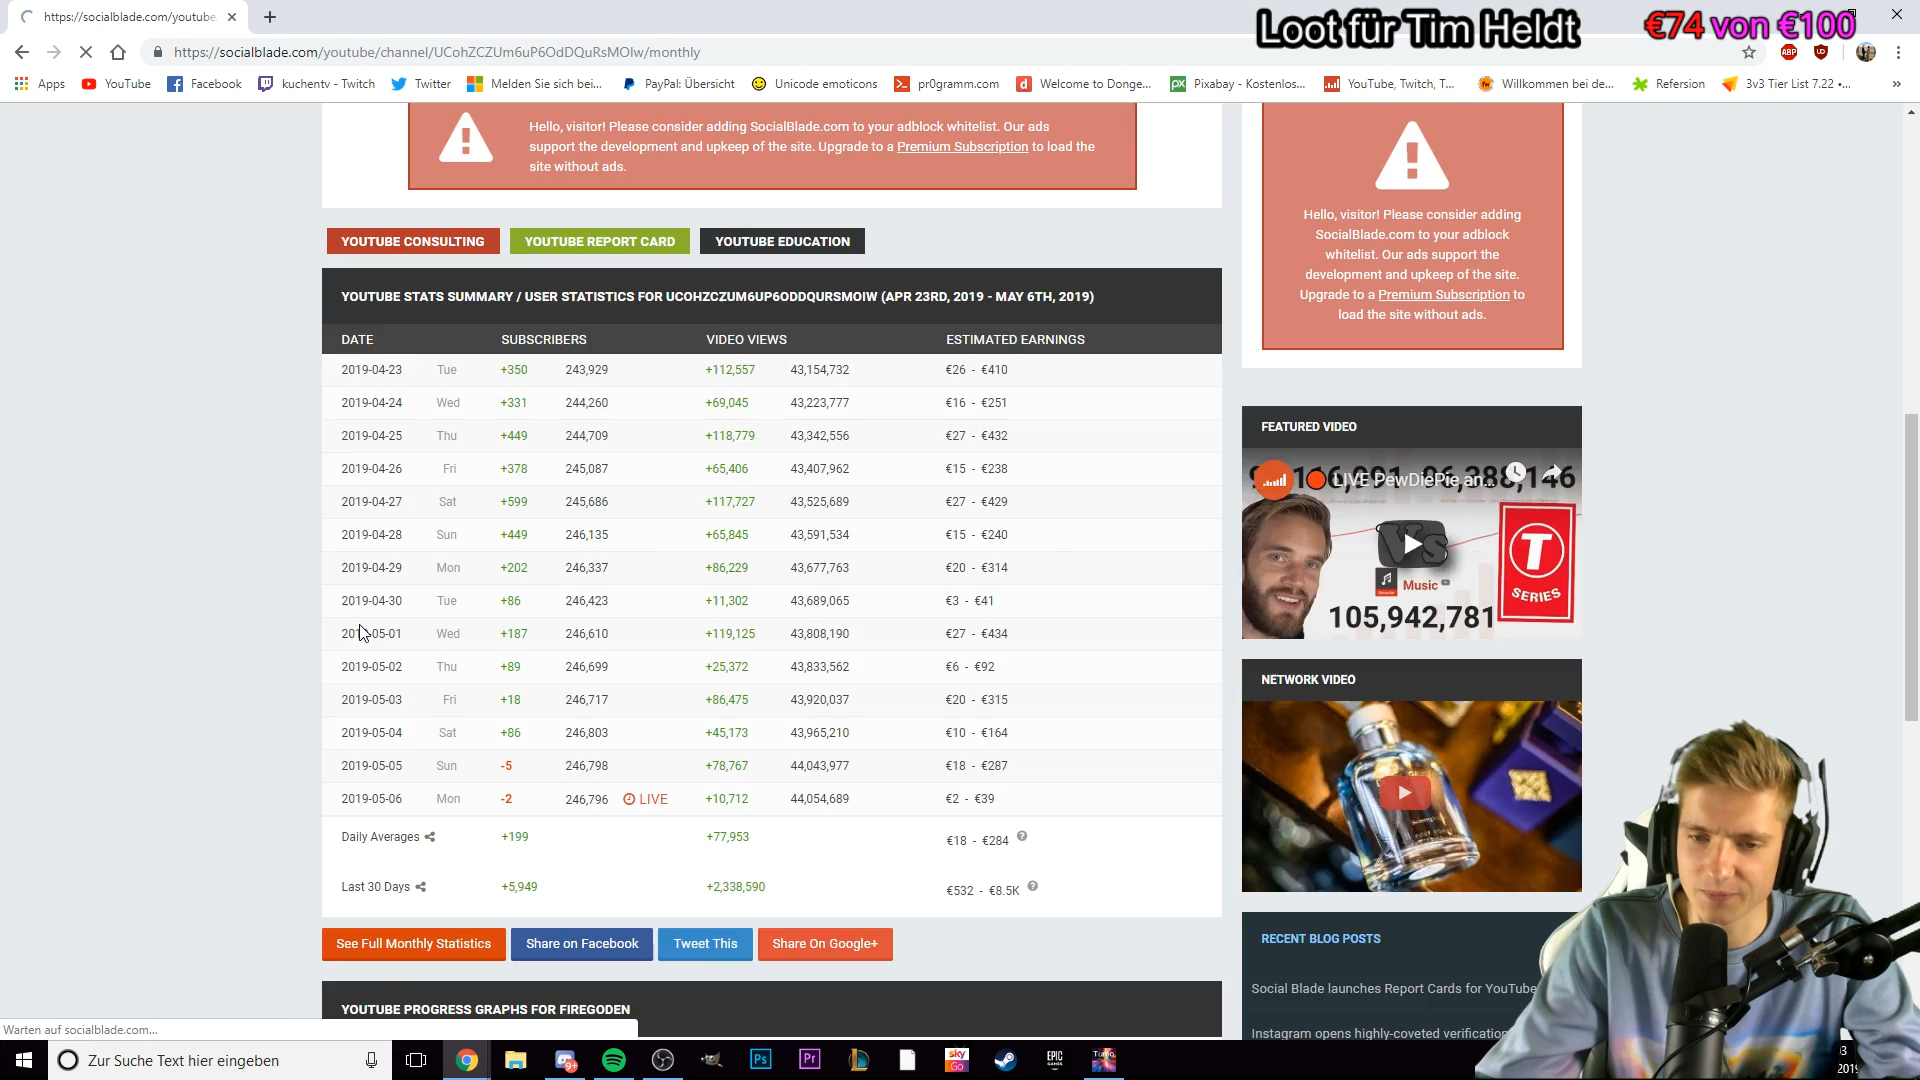 https://socialblade.com/youtube/
Loot für Tim Heldt
€74 von €100
https://socialblade.com/youtube/channel/UCohZCZUm6uP6OdDQuRsMOIw/monthly
ABP
Apps
YouTube
Facebook
kuchentv - Twitch
Twitter
Melden Sie sich bei...
PayPal: Übersicht
Unicode emoticons
pr0gramm.com
Welcome to Donge...
Pixabay - Kostenlos...
YouTube, Twitch, T...
Willkommen bei de...
Refersion
3v3 Tier List 7.22 •...
»
Hello, visitor! Please consider adding SocialBlade.com to your adblock whitelist. Our ads
support the development and upkeep of the site. Upgrade to a Premium Subscription to load the
site without ads.
Hello, visitor! Please consider adding
SocialBlade.com to your adblock
whitelist. Our ads support the
development and upkeep of the site.
Upgrade to a Premium Subscription to
load the site without ads.
YOUTUBE CONSULTING
YOUTUBE REPORT CARD
YOUTUBE EDUCATION
YOUTUBE STATS SUMMARY / USER STATISTICS FOR UCOHZCZUM6UP6ODDQURSMOIW (APR 23RD, 2019 - MAY 6TH, 2019)
DATE SUBSCRIBERS VIDEO VIEWS ESTIMATED EARNINGS
2019-04-23 Tue +350 243,929 +112,557 43,154,732 €26 - €410
2019-04-24 Wed +331 244,260 +69,045 43,223,777 €16 - €251
2019-04-25 Thu +449 244,709 +118,779 43,342,556 €27 - €432
2019-04-26 Fri +378 245,087 +65,406 43,407,962 €15 - €238
2019-04-27 Sat +599 245,686 +117,727 43,525,689 €27 - €429
2019-04-28 Sun +449 246,135 +65,845 43,591,534 €15 - €240
2019-04-29 Mon +202 246,337 +86,229 43,677,763 €20 - €314
2019-04-30 Tue +86 246,423 +11,302 43,689,065 €3 - €41
2019-05-01 Wed +187 246,610 +119,125 43,808,190 €27 - €434
2019-05-02 Thu +89 246,699 +25,372 43,833,562 €6 - €92
2019-05-03 Fri +18 246,717 +86,475 43,920,037 €20 - €315
2019-05-04 Sat +86 246,803 +45,173 43,965,210 €10 - €164
2019-05-05 Sun -5 246,798 +78,767 44,043,977 €18 - €287
2019-05-06 Mon -2 246,796 LIVE +10,712 44,054,689 €2 - €39
Daily Averages +199 +77,953 €18 - €284
Last 30 Days +5,949 +2,338,590 €532 - €8.5K
See Full Monthly Statistics
Share on Facebook
Tweet This
Share On Google+
YOUTUBE PROGRESS GRAPHS FOR FIREGODEN
FEATURED VIDEO
LIVE PewDiePie an...
96,388,146
Vs
T
SERIES
Music
105,942,781
NETWORK VIDEO
RECENT BLOG POSTS
Social Blade launches Report Cards for YouTube
Instagram opens highly-coveted verification
Warten auf socialblade.com...
Zur Suche Text hier eingeben
9+
Ps
Pr
sky
Go
EPIC
GAMES